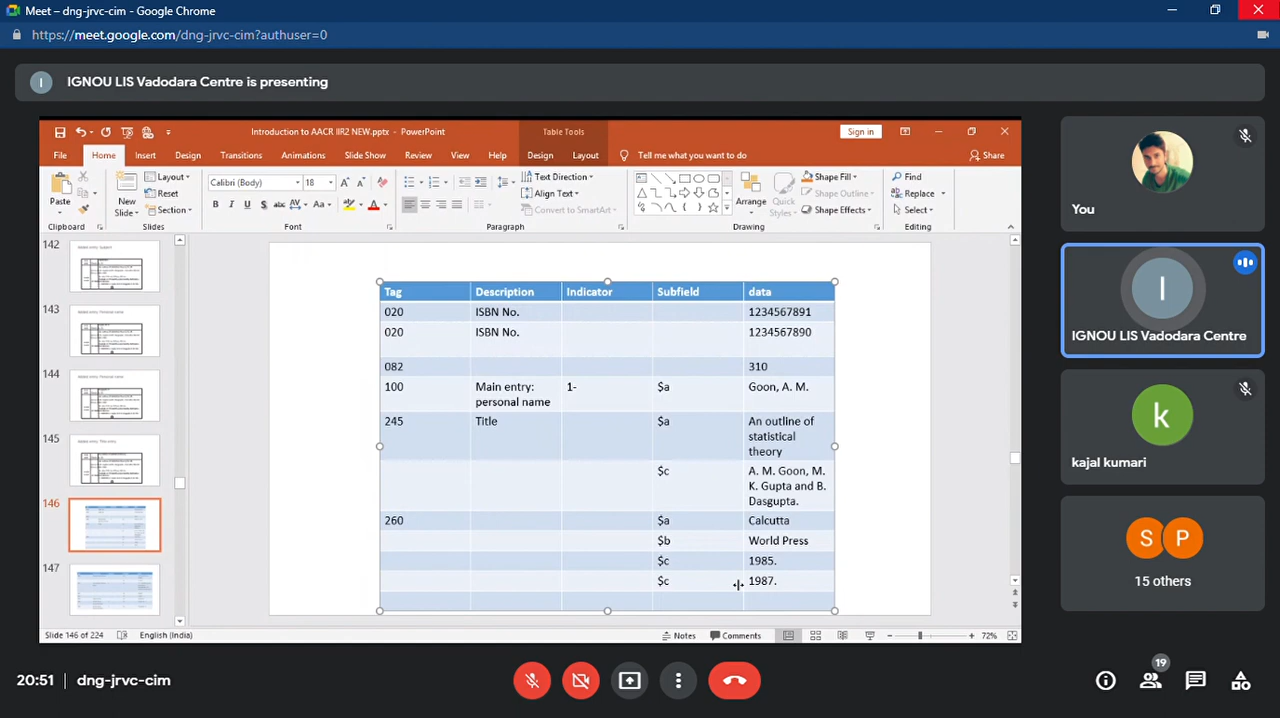 Meet – dng-jrvc-cim - Google Chrome
https://meet.google.com/dng-jrvc-cim?authuser=0
I IGNOU LIS Vadodara Centre is presenting
Introduction to AACR IIR2 NEW.pptx - PowerPoint
Table Tools
Sign in
File Home Insert Design Transitions Animations Slide Show Review View Help Design Layout Tell me what you to do Share
Paste
Clipboard
New Slide
Layout
Reset
Section
Slides
Calibri (Body) 18
B I U S abc AV Aa A
Font
Text Direction
Align Text
Convert to SmartArt
Paragraph
Arrange
Quick Styles
Shape Fill
Shape Outline
Shape Effects
Drawing
Find
Replace
Select
Editing
142
143
144
145
146
147
Tag Description Indicator Subfield data
020 ISBN No. 1234567891
020 ISBN No. 1234567890
082 310
100 Main entry: personal name 1- $a Goon, A. M.
245 Title $a An outline of
statistical
theory
$c A. M. Goon, M.
K. Gupta and B.
Dasgupta.
260 $a Calcutta
$b World Press
$c 1985.
$c 1987.
Slide 146 of 224 English (India) Notes Comments 72%
You
I
IGNOU LIS Vadodara Centre
k
kajal kumari
S P
15 others
20:51 | dng-jrvc-cim
19